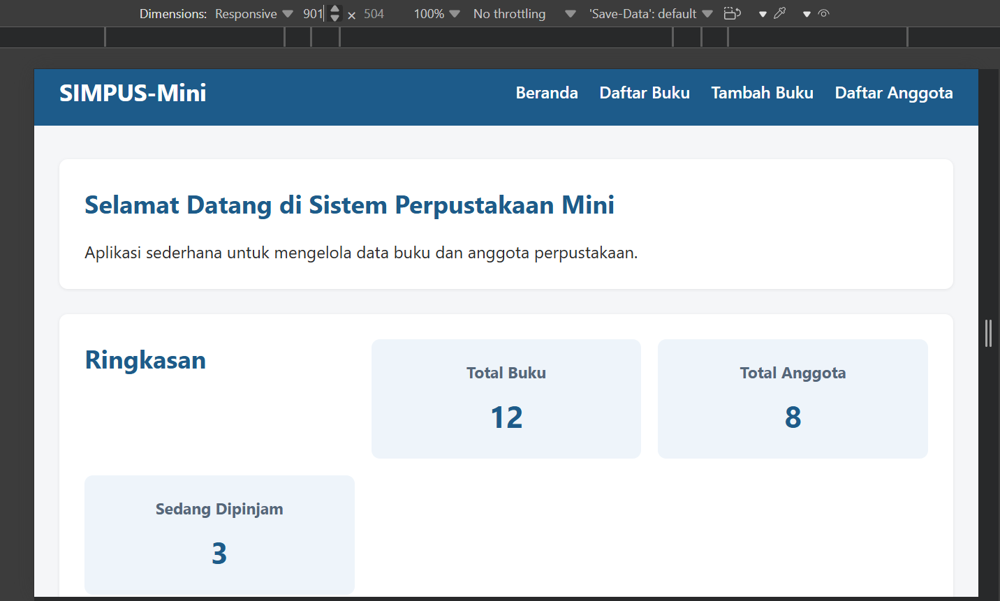 Dimensions: Responsive 901 × 504 100% No throttling 'Save-Data': default
SIMPUS-Mini Beranda Daftar Buku Tambah Buku Daftar Anggota
Selamat Datang di Sistem Perpustakaan Mini
Aplikasi sederhana untuk mengelola data buku dan anggota perpustakaan.
Ringkasan
Total Buku
12
Total Anggota
8
Sedang Dipinjam
3